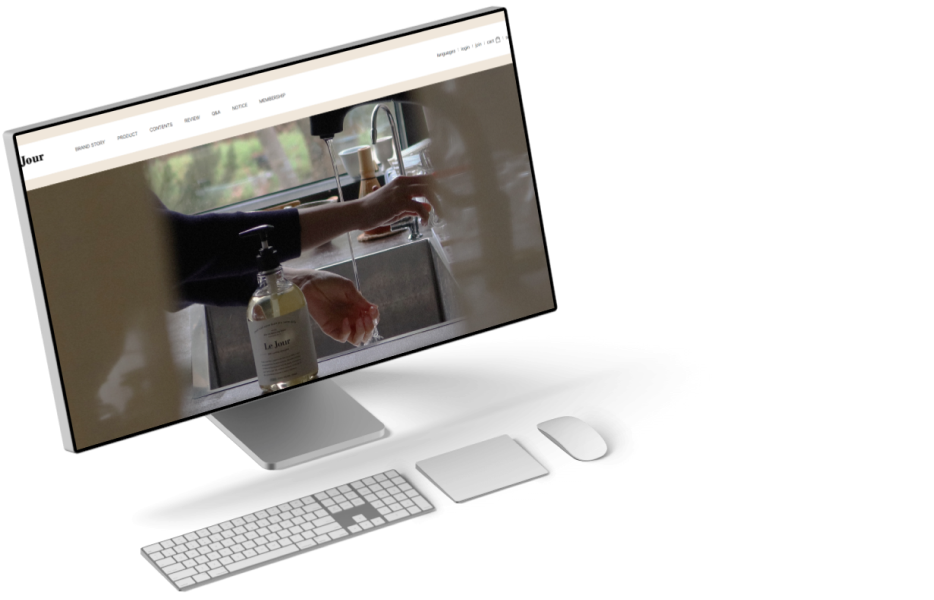 languages | login | join | cart
Jour
BRAND STORY PRODUCT CONTENTS REVIEW Q&A NOTICE MEMBERSHIP
Le Jour